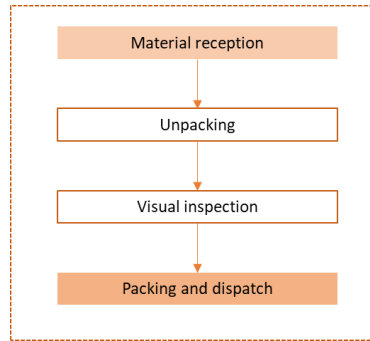 Material reception
Unpacking
Visual inspection
Packing and dispatch